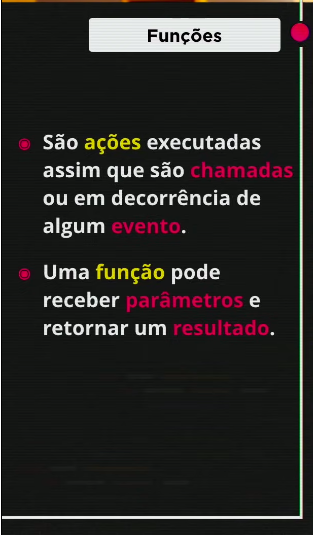 Funções
São ações executadas
assim que são chamadas
ou em decorrência de
algum evento.
Uma função pode
receber parâmetros e
retornar um resultado.